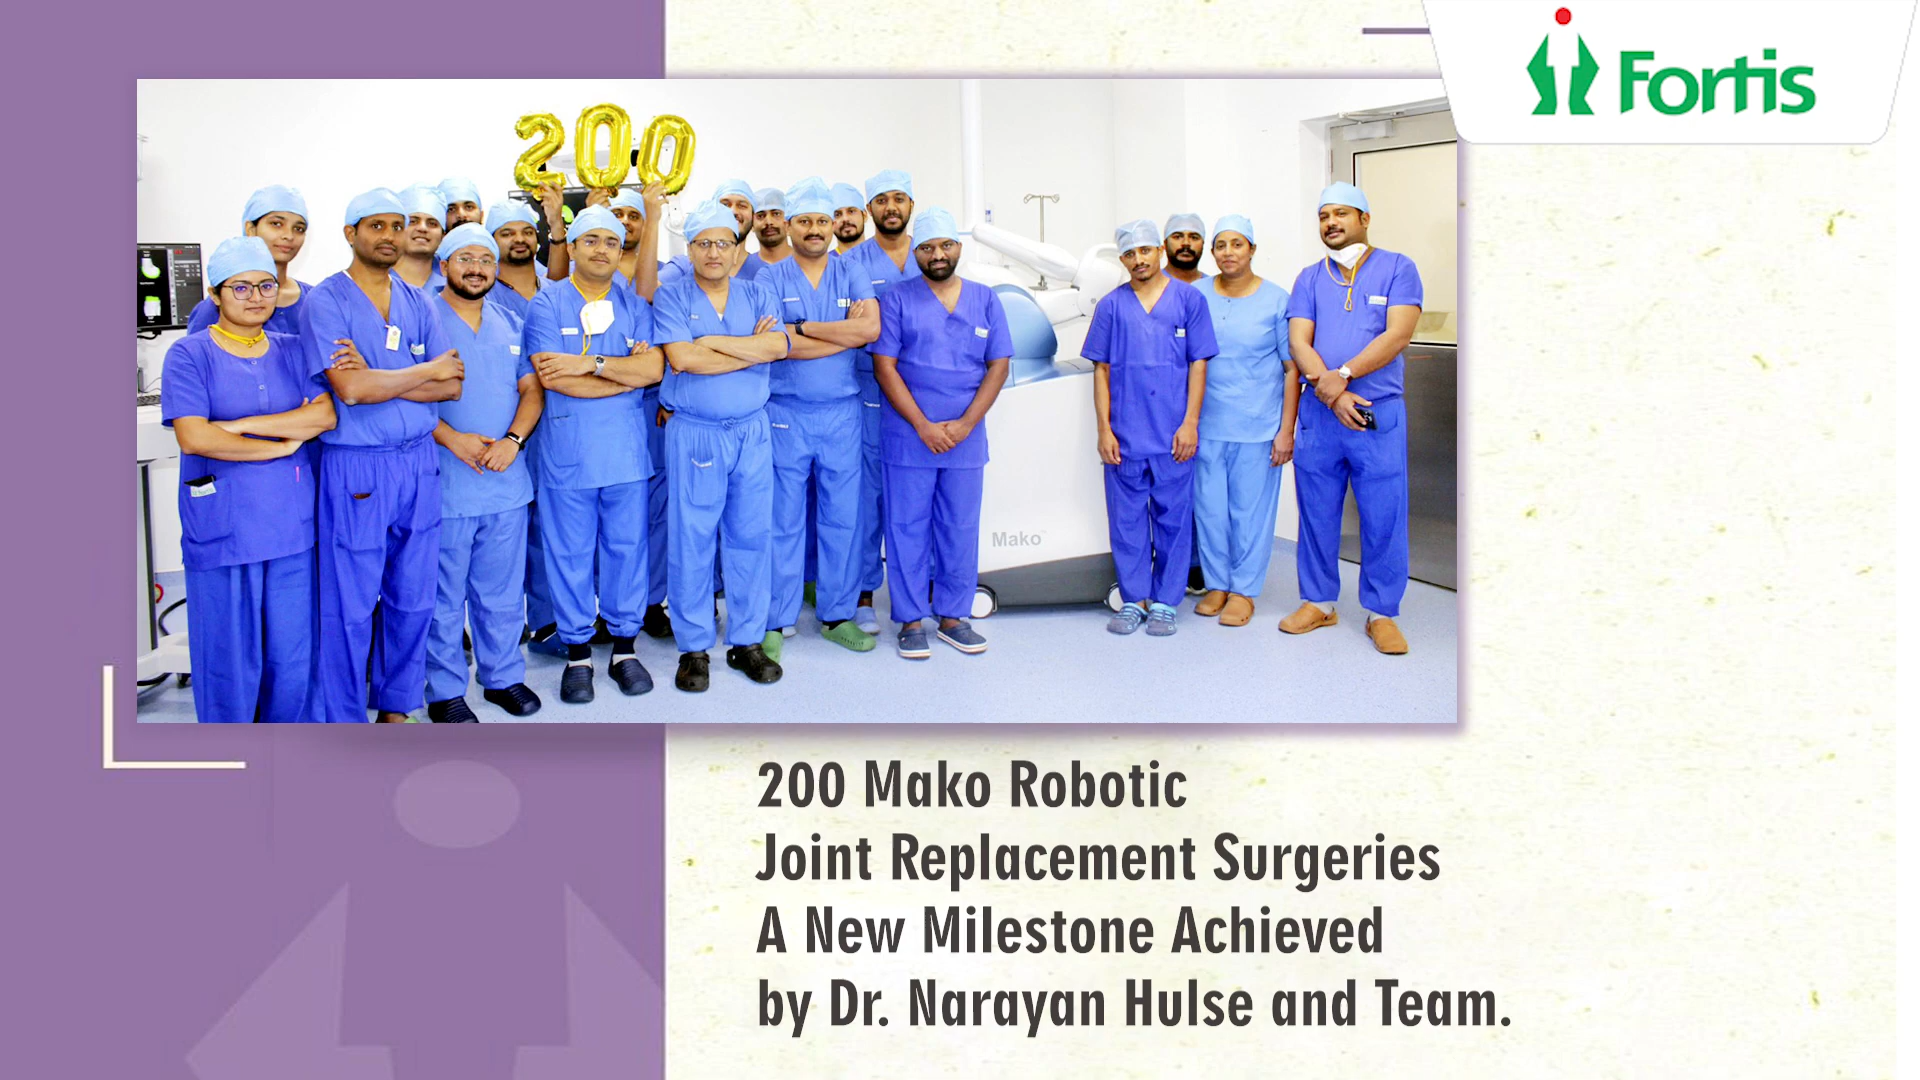 Fortis
200
Mako
200 Mako Robotic
Joint Replacement Surgeries
A New Milestone Achieved
by Dr. Narayan Hulse and Team.